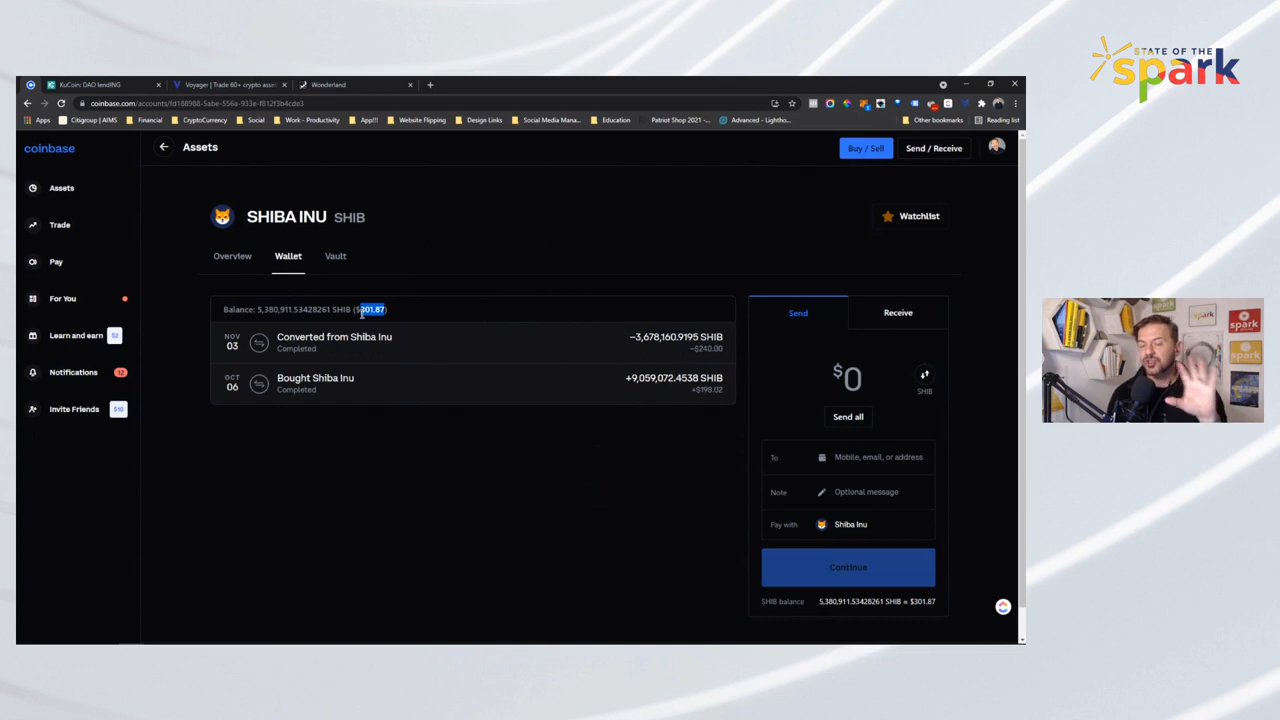 STATE OF THE
spark
KuCoin: DAO lendING
Voyager | Trade 60+ crypto asse
Wonderland
coinbase.com/accounts/fd188988-5abe-556a-933e-f812f3b4cde3
Apps
Citigroup | AIMS
Financial
CryptoCurrency
Social
Work - Productivity
App!!!
Website Flipping
Design Links
Social Media Mana...
Education
Patriot Shop 2021 -...
Advanced - Lightho...
Other bookmarks
Reading list
coinbase
Assets
Buy / Sell
Send / Receive
Assets
Trade
Pay
For You
Learn and earn
$2
Notifications
12
Invite Friends
$10
SHIBA INU SHIB
Watchlist
Overview
Wallet
Vault
Balance: 5,380,911.53428261 SHIB ($301.87)
NOV
03
Converted from Shiba Inu
Completed
−3,678,160.9195 SHIB
−$240.00
OCT
06
Bought Shiba Inu
Completed
+9,059,072.4538 SHIB
+$198.02
Send
Receive
$0
SHIB
Send all
To
Mobile, email, or address
Note
Optional message
Pay with
Shiba Inu
Continue
SHIB balance
5,380,911.53428261 SHIB = $301.87